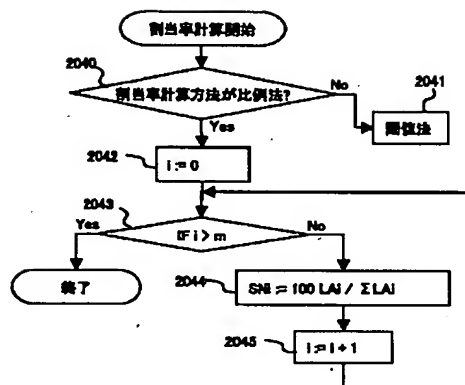 割当率計算開始
2040
割当率計算方法が比例法?
No
2041
閾値法
Yes
2042
i := 0
2043
Yes
IF i > m
No
終了
2044
SNi := 100 LAi / ΣLAi
2045
i := i + 1